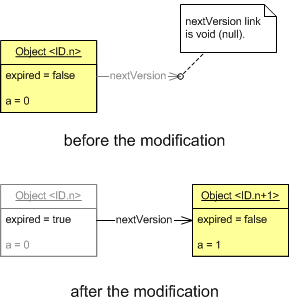 nextVersion link
is void (null).
Object <ID.n>
expired = false
a = 0
nextVersion
before the modification
Object <ID.n>
expired = true
a = 0
nextVersion
Object <ID.n+1>
expired = false
a = 1
after the modification